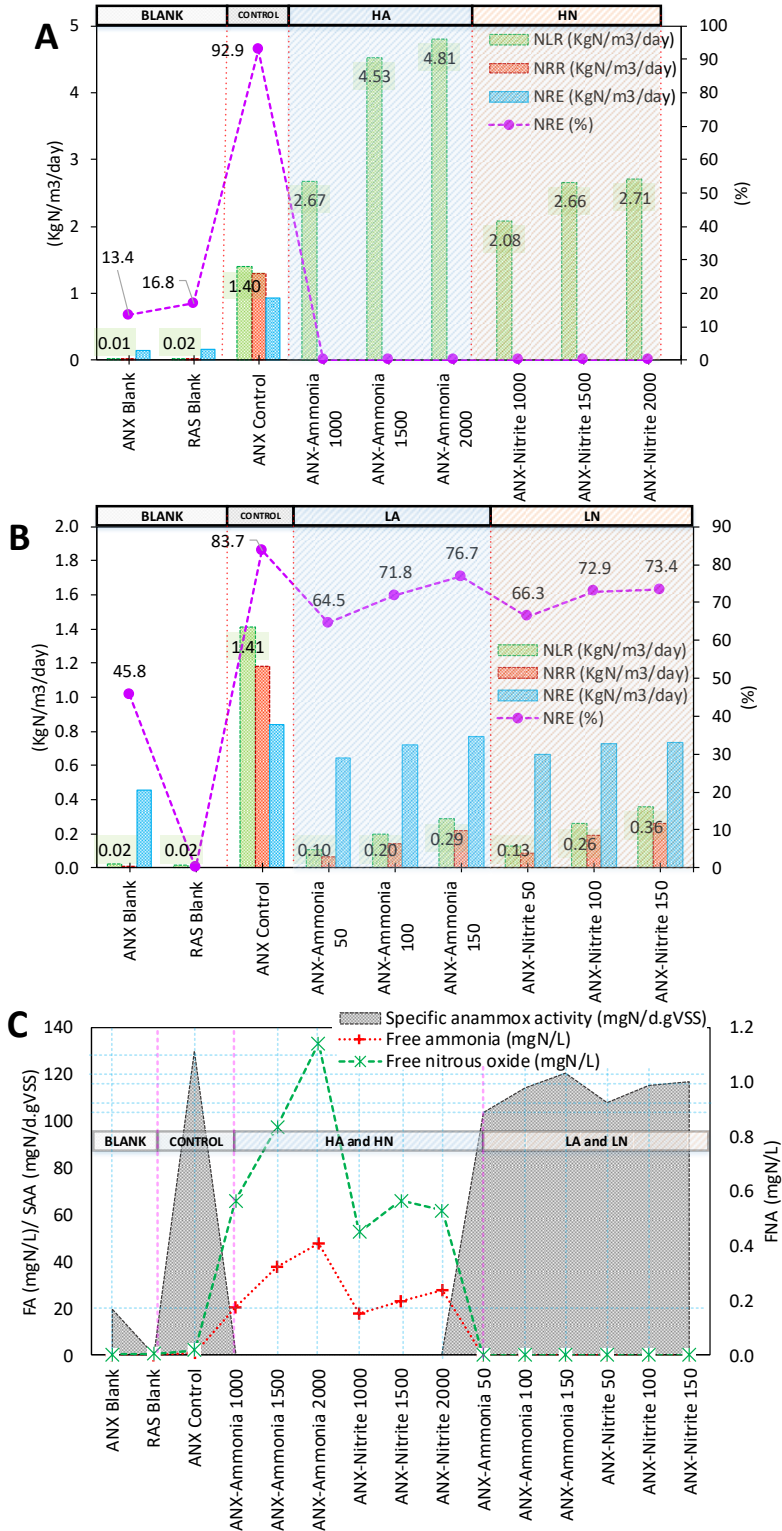 A
BLANK
CONTROL
HA
HN
5
4
3
2
1
0
(KgN/m3/day)
100
90
80
70
60
50
40
30
20
10
0
(%)
NLR (KgN/m3/day)
NRR (KgN/m3/day)
NRE (KgN/m3/day)
NRE (%)
13.4
16.8
92.9
0.01
0.02
1.40
2.67
4.53
4.81
2.08
2.66
2.71
ANX Blank
RAS Blank
ANX Control
ANX-Ammonia
1000
ANX-Ammonia
1500
ANX-Ammonia
2000
ANX-Nitrite 1000
ANX-Nitrite 1500
ANX-Nitrite 2000
B
BLANK
CONTROL
LA
LN
2.0
1.8
1.6
1.4
1.2
1.0
0.8
0.6
0.4
0.2
0.0
(KgN/m3/day)
90
80
70
60
50
40
30
20
10
0
(%)
45.8
83.7
64.5
71.8
76.7
66.3
72.9
73.4
NLR (KgN/m3/day)
NRR (KgN/m3/day)
NRE (KgN/m3/day)
NRE (%)
0.02
0.02
1.41
0.10
0.20
0.29
0.13
0.26
0.36
ANX Blank
RAS Blank
ANX Control
ANX-Ammonia
50
ANX-Ammonia
100
ANX-Ammonia
150
ANX-Nitrite 50
ANX-Nitrite 100
ANX-Nitrite 150
C
Specific anammox activity (mgN/d.gVSS)
Free ammonia (mgN/L)
Free nitrous oxide (mgN/L)
140
120
100
80
60
40
20
0
FA (mgN/L)/ SAA (mgN/d.gVSS)
1.2
1.0
0.8
0.6
0.4
0.2
0.0
FNA (mgN/L)
BLANK
CONTROL
HA and HN
LA and LN
ANX Blank
RAS Blank
ANX Control
ANX-Ammonia 1000
ANX-Ammonia 1500
ANX-Ammonia 2000
ANX-Nitrite 1000
ANX-Nitrite 1500
ANX-Nitrite 2000
ANX-Ammonia 50
ANX-Ammonia 100
ANX-Ammonia 150
ANX-Nitrite 50
ANX-Nitrite 100
ANX-Nitrite 150